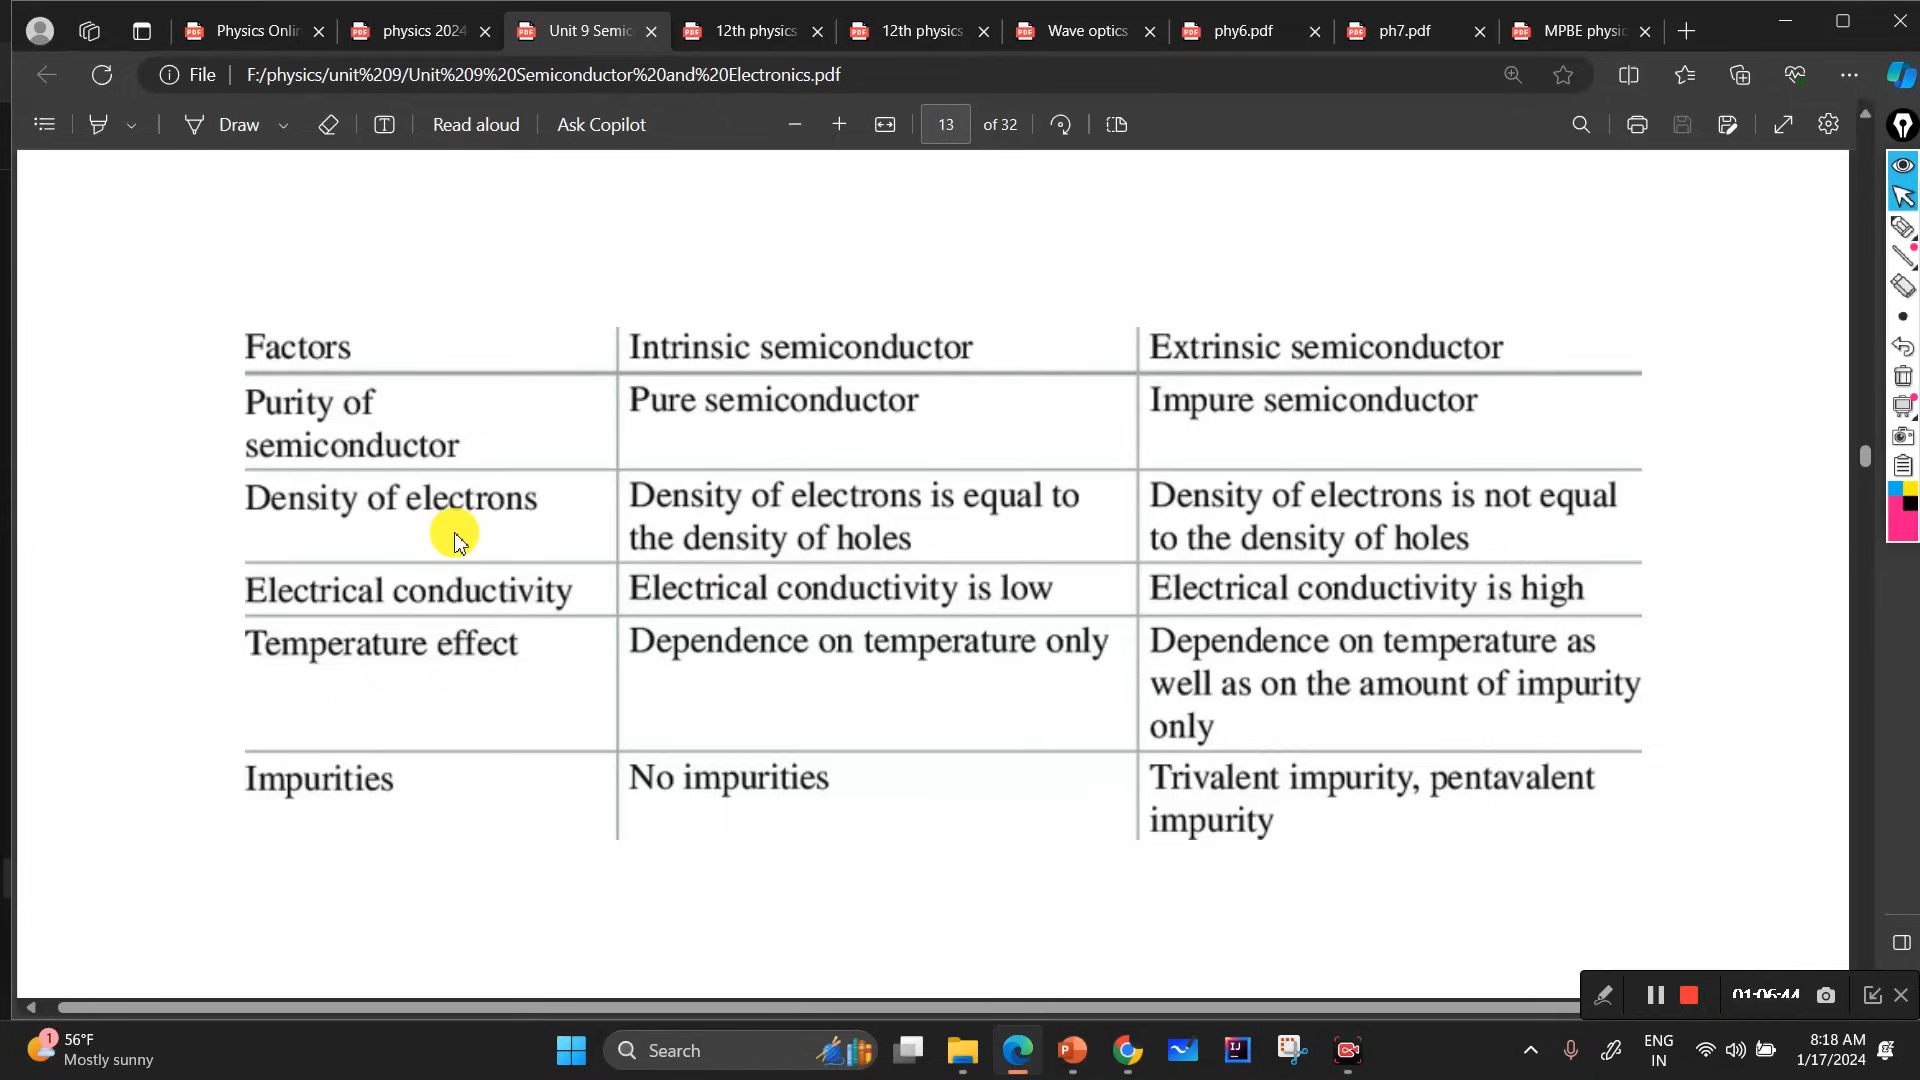 Physics Onlin
physics 2024
Unit 9 Semic
12th physics
12th physics
Wave optics
phy6.pdf
ph7.pdf
MPBE physic
File
F:/physics/unit%209/Unit%209%20Semiconductor%20and%20Electronics.pdf
Draw
Read aloud
Ask Copilot
13
of 32
Factors
Intrinsic semiconductor
Extrinsic semiconductor
Purity of
semiconductor
Pure semiconductor
Impure semiconductor
Density of electrons
Density of electrons is equal to
the density of holes
Density of electrons is not equal
to the density of holes
Electrical conductivity
Electrical conductivity is low
Electrical conductivity is high
Temperature effect
Dependence on temperature only
Dependence on temperature as
well as on the amount of impurity
only
Impurities
No impurities
Trivalent impurity, pentavalent
impurity
01:06:44
1
56°F
Mostly sunny
Search
ENG
IN
8:18 AM
1/17/2024